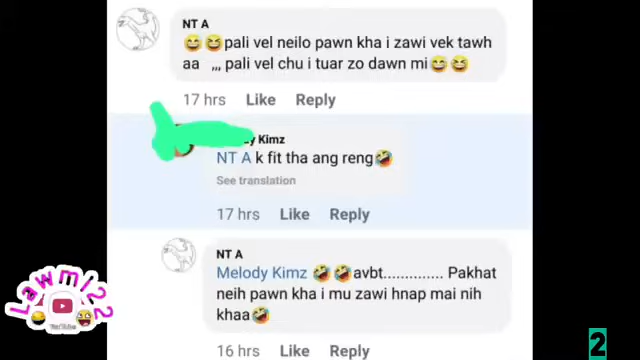 NT A
😄😆pali vel neilo pawn kha i zawi vek tawh
aa ,,, pali vel chu i tuar zo dawn mi😄😆
17 hrs Like Reply
Kimz
NT A k fit tha ang reng🤣
See translation
17 hrs Like Reply
NT A
Melody Kimz 🤣🤣avbt.............. Pakhat
neih pawn kha i mu zawi hnap mai nih
khaa🤣
16 hrs Like Reply
Lawmi22
YouTube
2